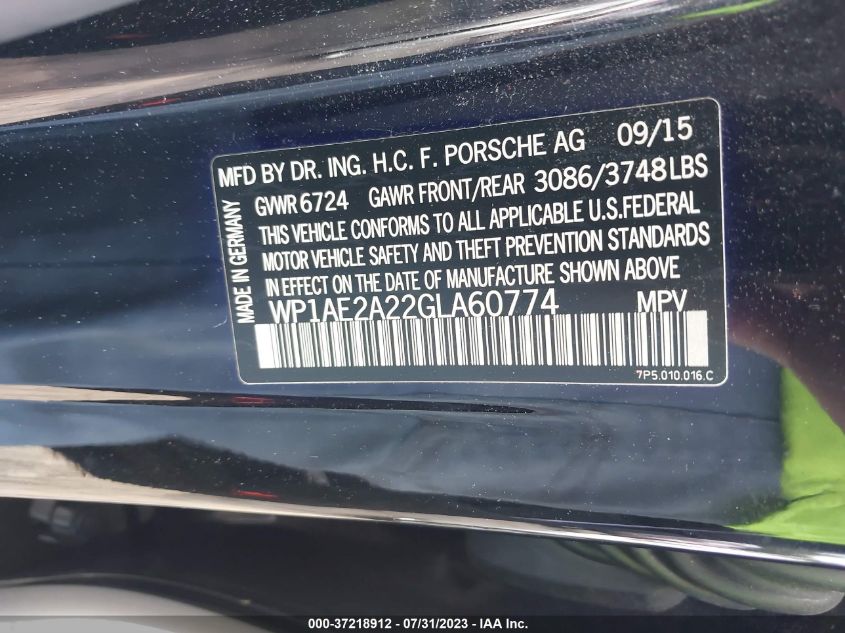 MFD BY DR. ING. H.C. F. PORSCHE AG 09/15
GVWR 6724 GAWR FRONT/REAR 3086/3748LBS
THIS VEHICLE CONFORMS TO ALL APPLICABLE U.S.FEDERAL
MOTOR VEHICLE SAFETY AND THEFT PREVENTION STANDARDS
IN EFFECT ON THE DATE OF MANUFACTURE SHOWN ABOVE
WP1AE2A22GLA60774 MPV
7P5.010.016.C
MADE IN GERMANY
000-37218912 - 07/31/2023 - IAA Inc.